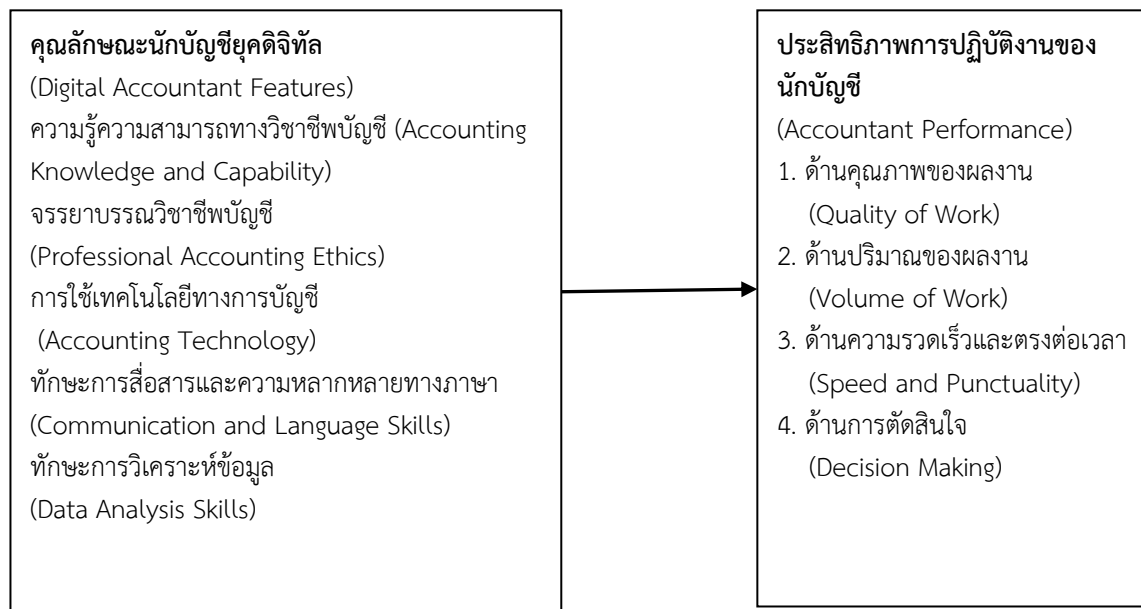 คุณลักษณะนักบัญชียุคดิจิทัล
(Digital Accountant Features)
ความรู้ความสามารถทางวิชาชีพบัญชี (Accounting
Knowledge and Capability)
จรรยาบรรณวิชาชีพบัญชี
(Professional Accounting Ethics)
การใช้เทคโนโลยีทางการบัญชี
(Accounting Technology)
ทักษะการสื่อสารและความหลากหลายทางภาษา
(Communication and Language Skills)
ทักษะการวิเคราะห์ข้อมูล
(Data Analysis Skills)
ประสิทธิภาพการปฏิบัติงานของ
นักบัญชี
(Accountant Performance)
1. ด้านคุณภาพของผลงาน
(Quality of Work)
2. ด้านปริมาณของผลงาน
(Volume of Work)
3. ด้านความรวดเร็วและตรงต่อเวลา
(Speed and Punctuality)
4. ด้านการตัดสินใจ
(Decision Making)